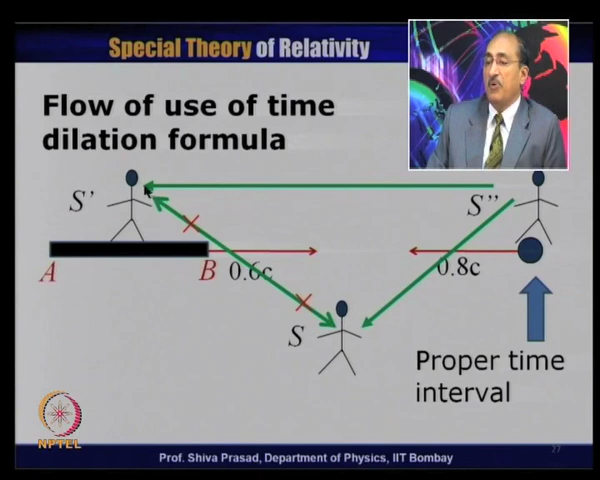 Special Theory of Relativity
Flow of use of time
dilation formula
S’
S’’
A
B
0.6c
0.8c
S
Proper time
interval
NPTEL
Prof. Shiva Prasad, Department of Physics, IIT Bombay
27